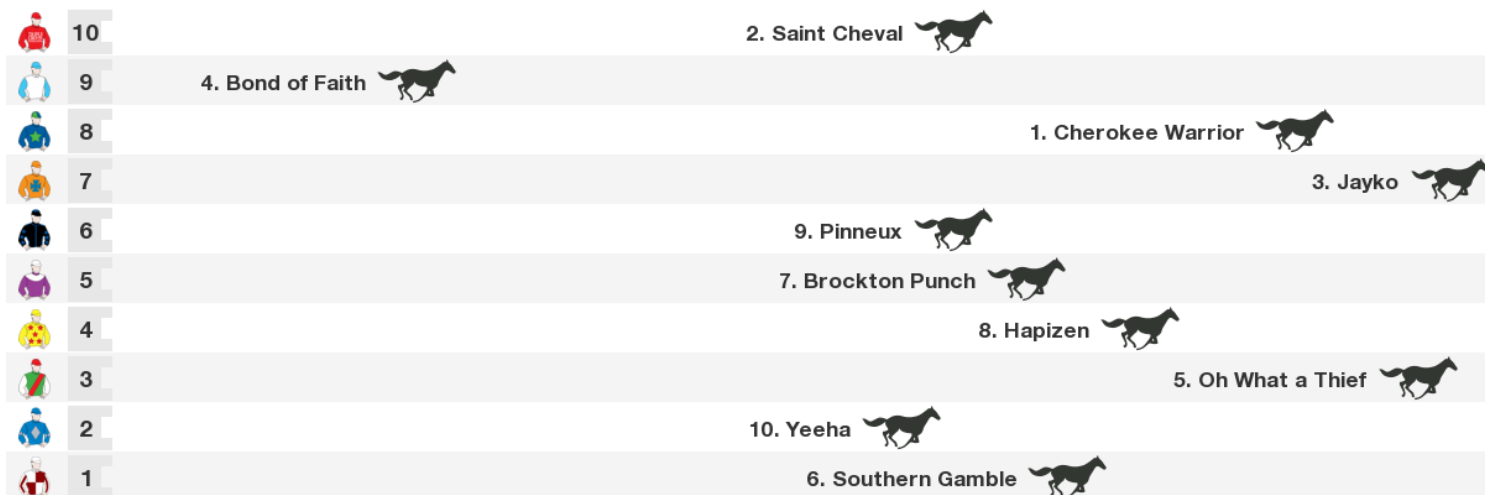 10 2. Saint Cheval
9 4. Bond of Faith
8 1. Cherokee Warrior
7 3. Jayko
6 9. Pinneux
5 7. Brockton Punch
4 8. Hapizen
3 5. Oh What a Thief
2 10. Yeeha
1 6. Southern Gamble